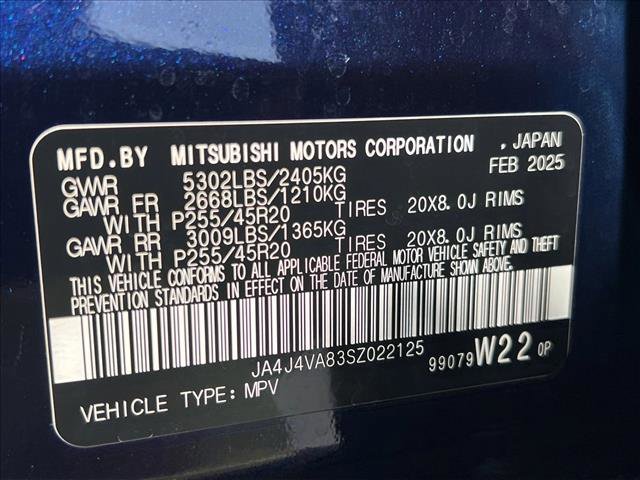 MFD.BY MITSUBISHI MOTORS CORPORATION , JAPAN
FEB 2025
GVWR 5302LBS/2405KG
GAWR FR 2668LBS/1210KG
WITH P255/45R20 TIRES 20X8.0J RIMS
GAWR RR 3009LBS/1365KG
WITH P255/45R20 TIRES 20X8.0J RIMS
THIS VEHICLE CONFORMS TO ALL APPLICABLE FEDERAL MOTOR VEHICLE SAFETY AND THEFT
PREVENTION STANDARDS IN EFFECT ON THE DATE OF MANUFACTURE SHOWN ABOVE.
JA4J4VA83SZ022125
99079 W22 0P
VEHICLE TYPE: MPV